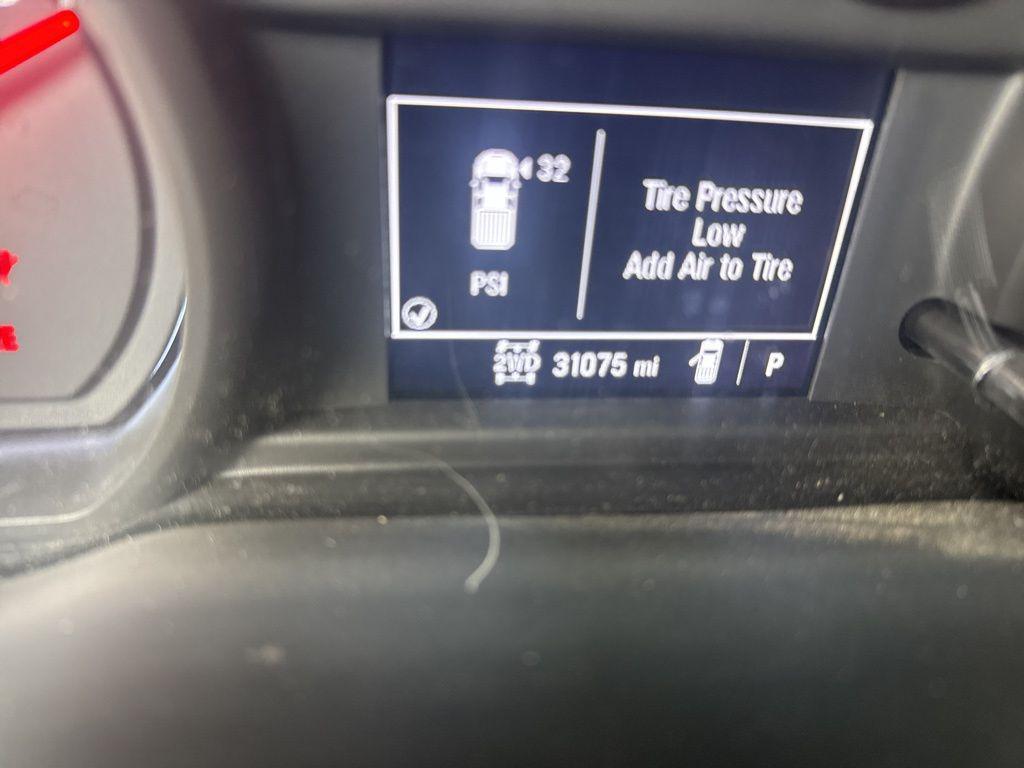 32
PSI
Tire Pressure
Low
Add Air to Tire
2WD 31075 mi P